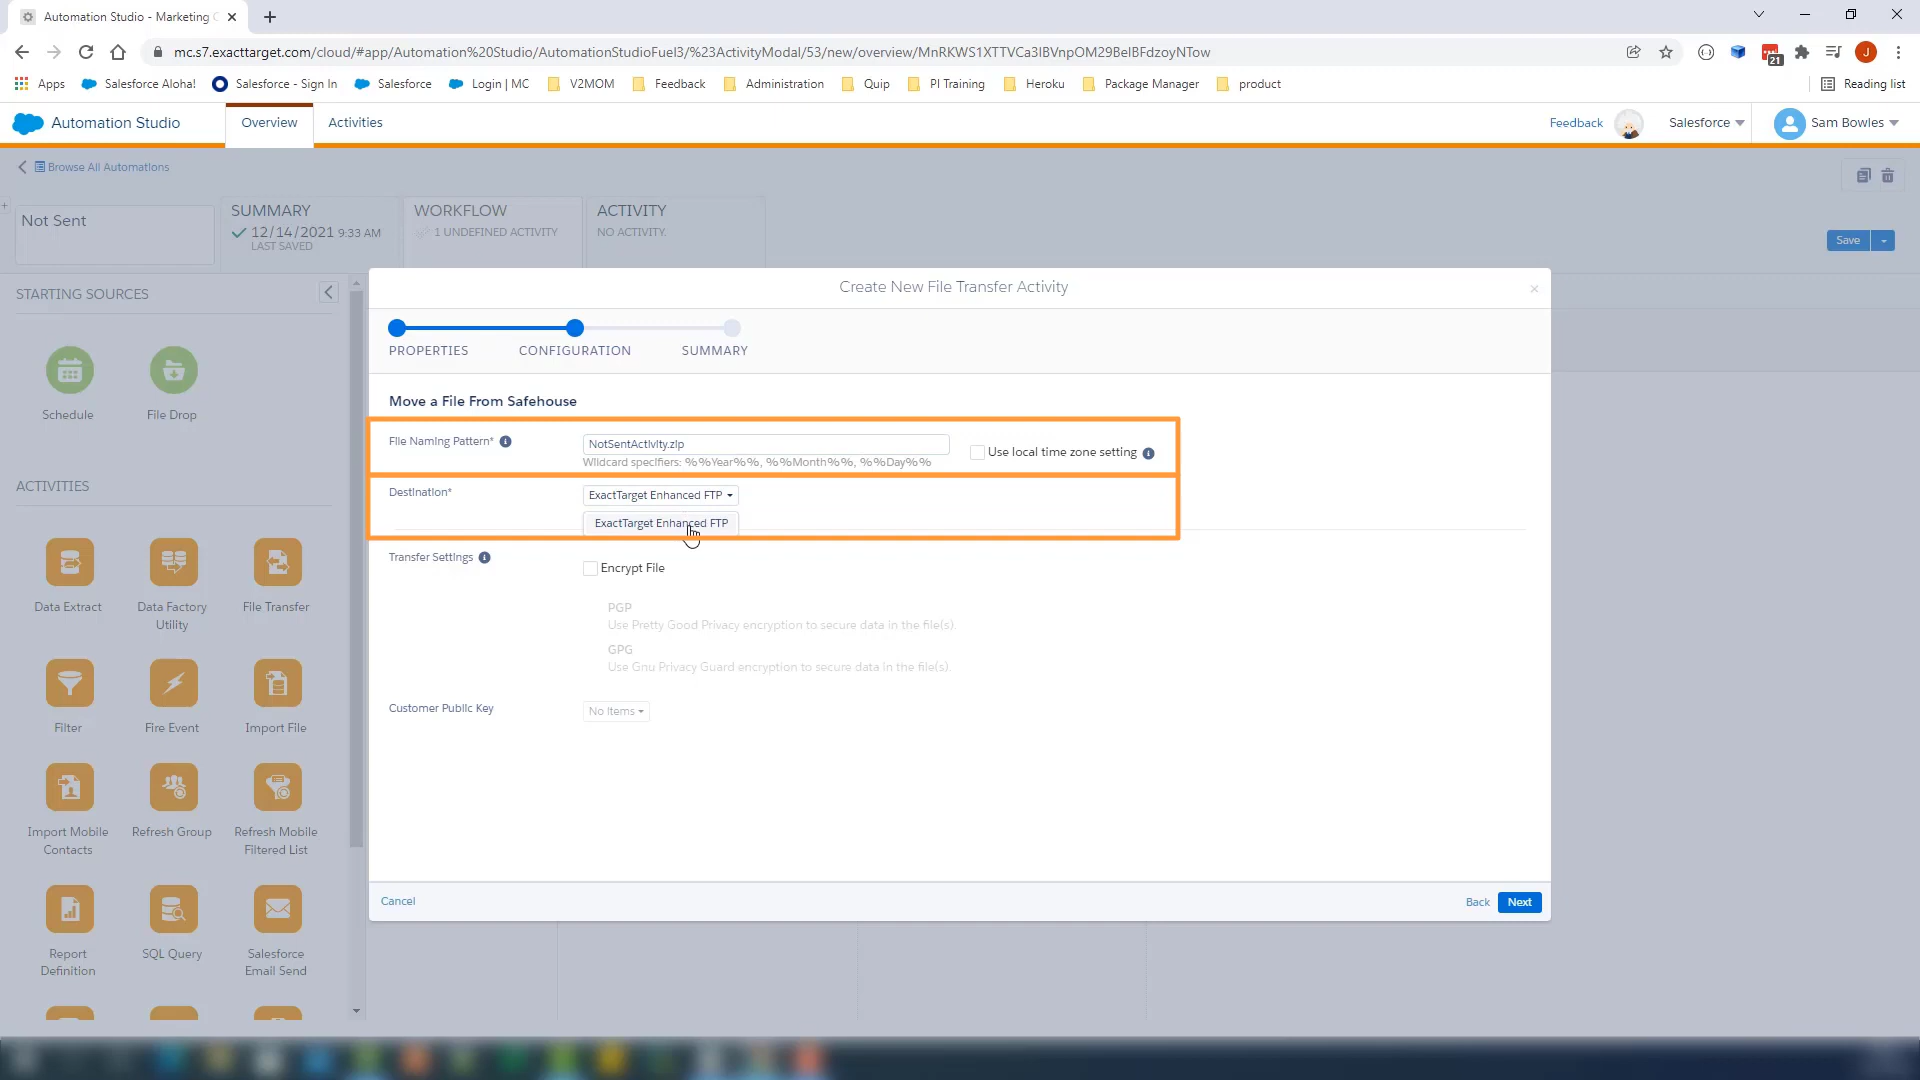 Automation Studio - Marketing C
mc.s7.exacttarget.com/cloud/#app/Automation%20Studio/AutomationStudioFuel3/%23ActivityModal/53/new/overview/MnRKWS1XTTVCa3lBVnpOM29BelBFdzoyNTow
21
J
Apps
Salesforce Aloha!
Salesforce - Sign In
Salesforce
Login | MC
V2MOM
Feedback
Administration
Quip
PI Training
Heroku
Package Manager
product
Reading list
Automation Studio
Overview
Activities
Feedback
Salesforce
Sam Bowles
Browse All Automations
Not Sent
SUMMARY
12/14/2021 9:33 AM
LAST SAVED
WORKFLOW
1 UNDEFINED ACTIVITY
ACTIVITY
NO ACTIVITY.
Save
STARTING SOURCES
Schedule
File Drop
ACTIVITIES
Data Extract
Data Factory
Utility
File Transfer
Filter
Fire Event
Import File
Import Mobile
Contacts
Refresh Group
Refresh Mobile
Filtered List
Report
Definition
SQL Query
Salesforce
Email Send
Create New File Transfer Activity
PROPERTIES
CONFIGURATION
SUMMARY
Move a File From Safehouse
File Naming Pattern*
NotSentActivity.zip
Wildcard specifiers: %%Year%%, %%Month%%, %%Day%%
Use local time zone setting
Destination*
ExactTarget Enhanced FTP
ExactTarget Enhanced FTP
Transfer Settings
Encrypt File
PGP
Use Pretty Good Privacy encryption to secure data in the file(s).
GPG
Use Gnu Privacy Guard encryption to secure data in the file(s).
Customer Public Key
No Items
Cancel
Back
Next